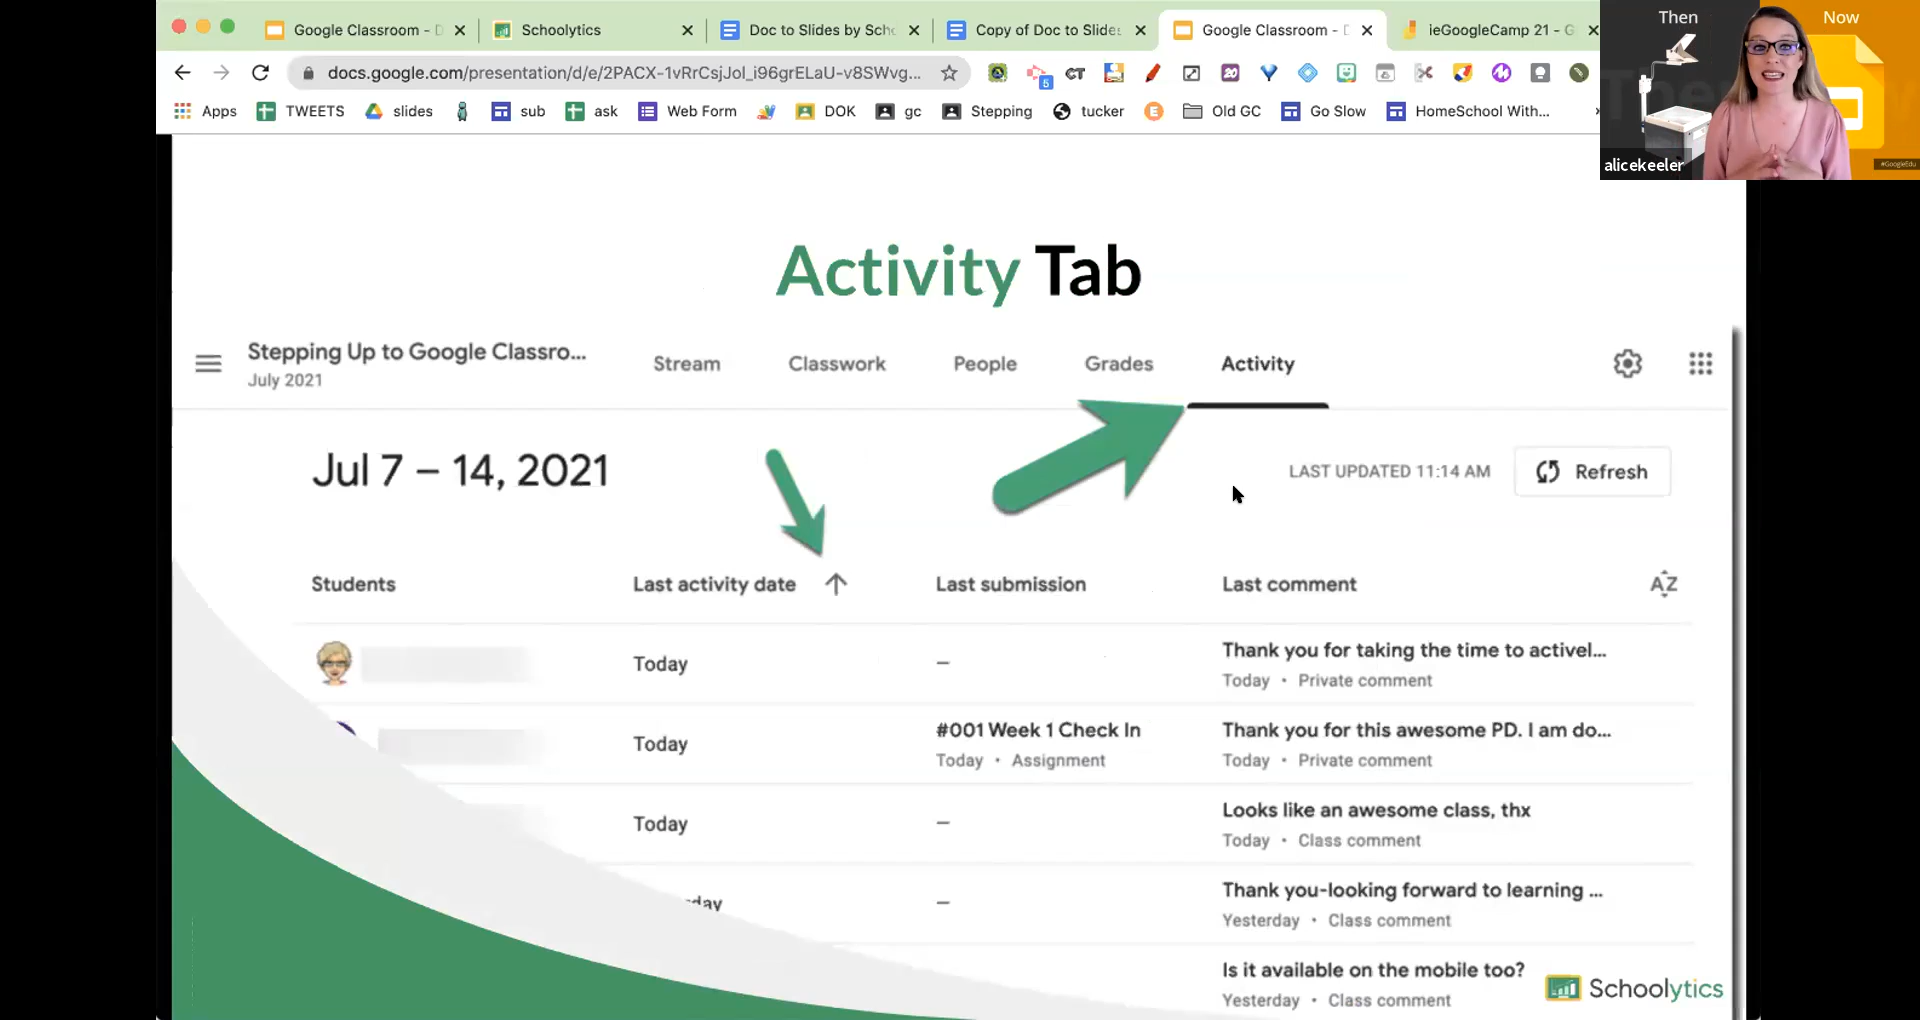 Google Classroom - D
Schoolytics
Doc to Slides by Scho
Copy of Doc to Slides
Google Classroom - D
ieGoogleCamp 21 - G
docs.google.com/presentation/d/e/2PACX-1vRrCsjJol_i96grELaU-v8SWvg...
5
CT
20
Apps
TWEETS
slides
sub
ask
Web Form
DOK
gc
Stepping
tucker
E
Old GC
Go Slow
HomeSchool With...
Then
Now
alicekeeler
#GoogleEdu
Activity Tab
Stepping Up to Google Classro...
July 2021
Stream
Classwork
People
Grades
Activity
Jul 7 – 14, 2021
LAST UPDATED 11:14 AM
Refresh
Students
Last activity date
Last submission
Last comment
AZ
Today
–
Thank you for taking the time to activel...
Today • Private comment
Today
#001 Week 1 Check In
Today • Assignment
Thank you for this awesome PD. I am do...
Today • Private comment
Today
–
Looks like an awesome class, thx
Today • Class comment
–
Thank you-looking forward to learning ...
Yesterday • Class comment
Is it available on the mobile too?
Yesterday • Class comment
Schoolytics